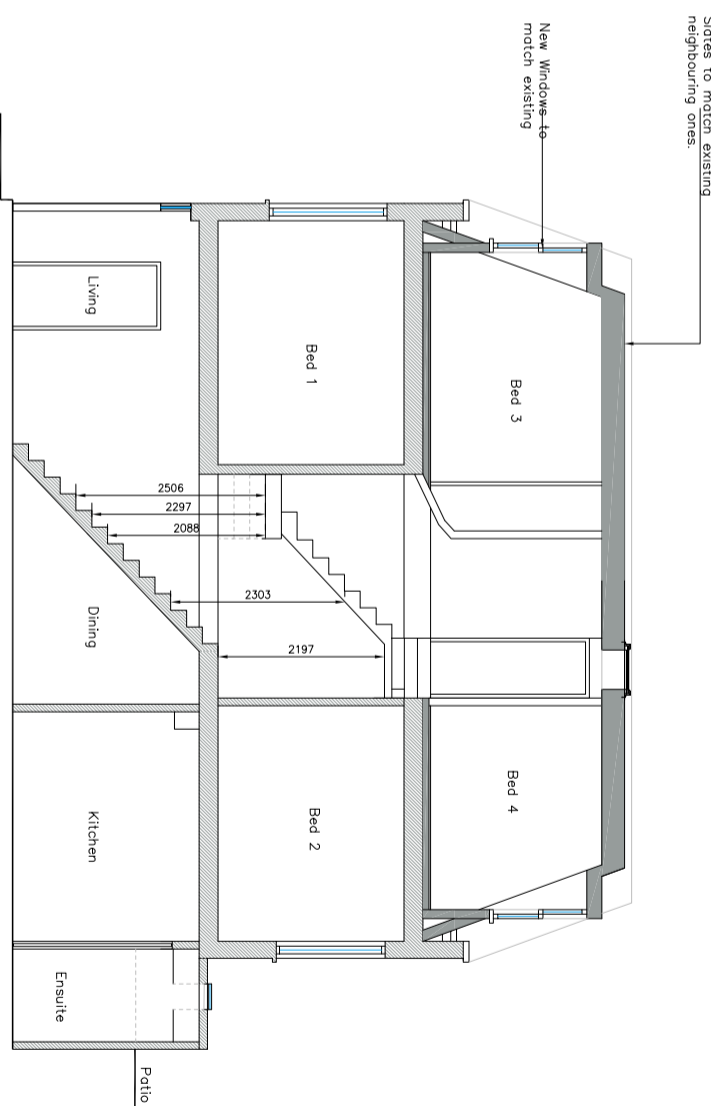 Slates to match existing
neighbouring ones.
New Windows to
match existing
Bed 3
Bed 4
Bed 1
Bed 2
Living
Dining
Kitchen
Ensuite
Patio
2506
2297
2088
2303
2197